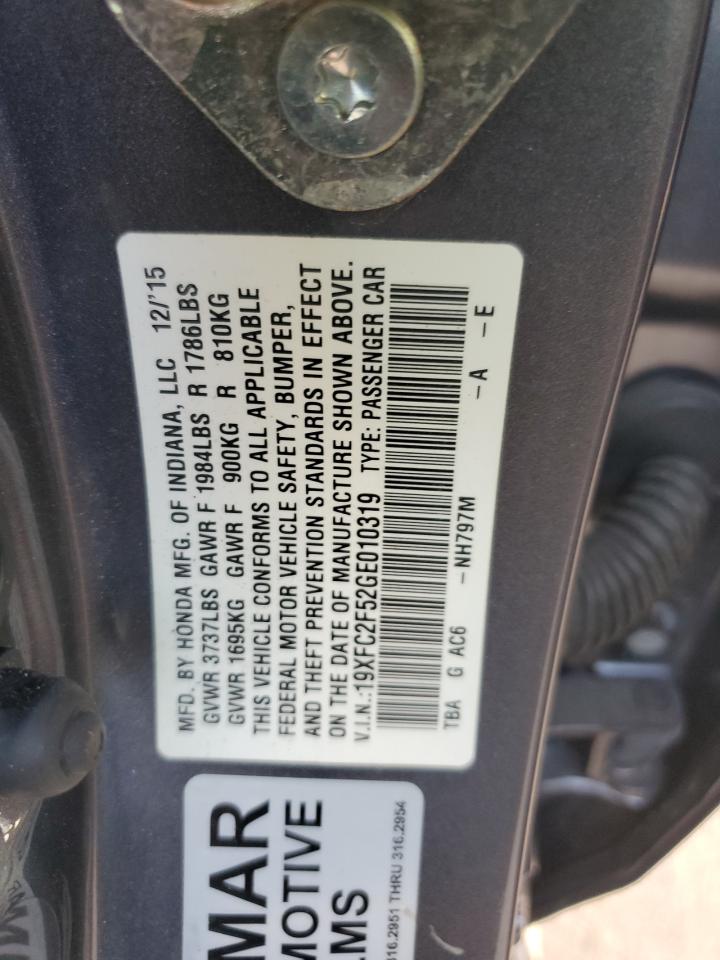 MFD. BY HONDA MFG. OF INDIANA, LLC 12/'15
GVWR 3737LBS GAWR F 1984LBS R 1786LBS
GVWR 1695KG GAWR F 900KG R 810KG
THIS VEHICLE CONFORMS TO ALL APPLICABLE
FEDERAL MOTOR VEHICLE SAFETY, BUMPER,
AND THEFT PREVENTION STANDARDS IN EFFECT
ON THE DATE OF MANUFACTURE SHOWN ABOVE.
V.I.N.:19XFC2F52GE010319 TYPE: PASSENGER CAR
TBA G AC6 -NH797M -A -E
MAR
MOTIVE
MS
316.2951 THRU 316.2954